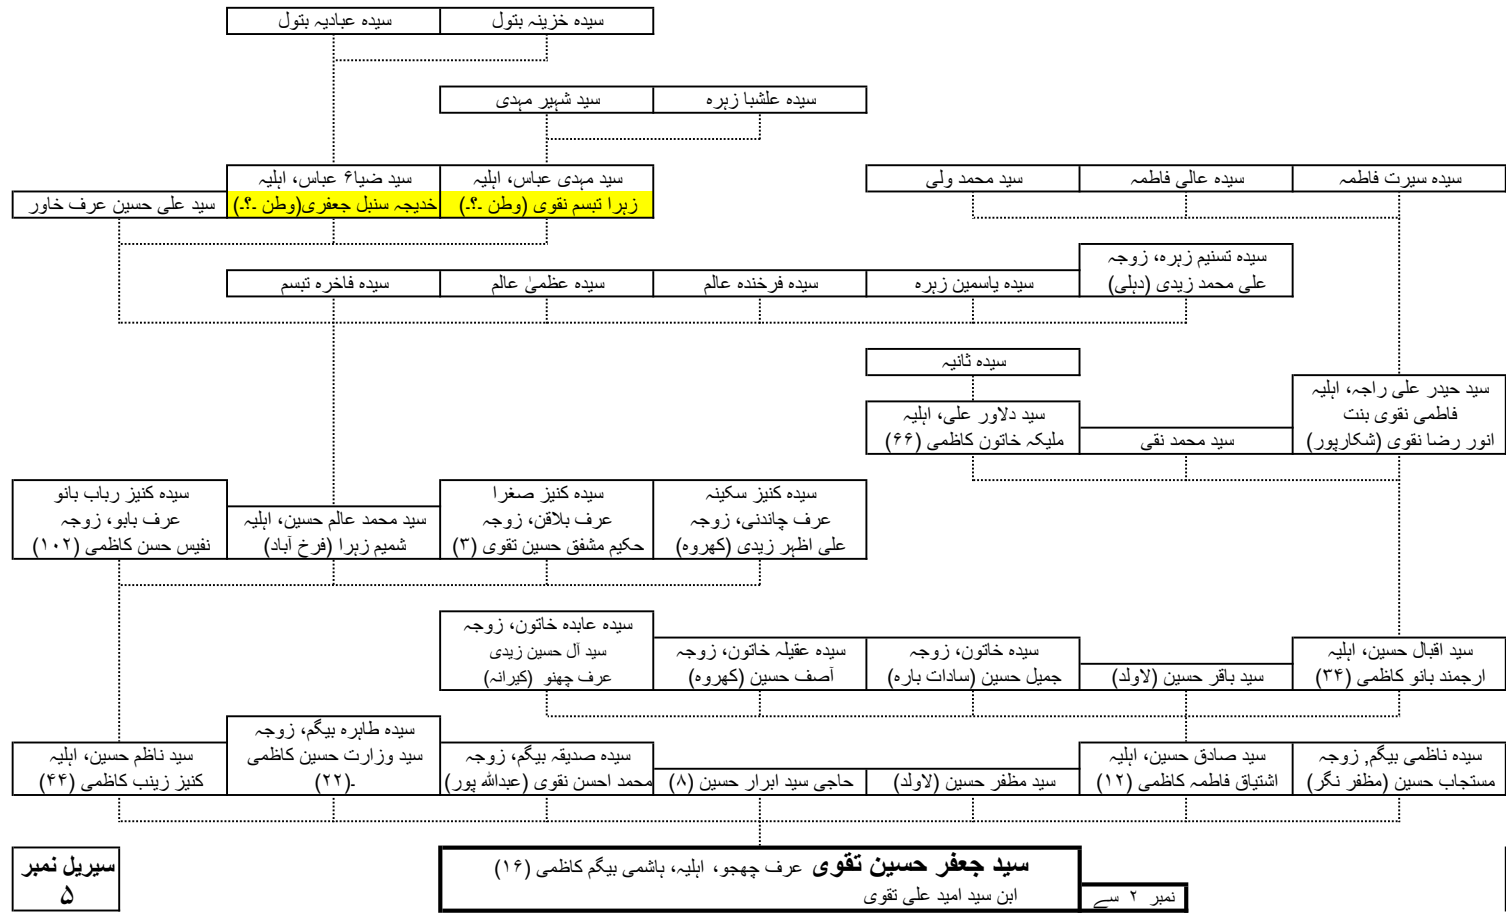 سیدہ خزینہ بتول
سیدہ عبادیہ بتول
سیدہ علشبا زہرہ
سید شہیر مہدی
سیدہ سیرت فاطمہ
سیدہ عالی فاطمہ
سید محمد ولی
سید مہدی عباس، اہلیہ
زہرا تبسم نقوی (وطن ۔؟۔)
سید ضیاء عباس، اہلیہ
خدیجہ سنبل جعفری(وطن ۔؟۔)
سید علی حسین عرف خاور
سیدہ تسنیم زہرہ، زوجہ
علی محمد زیدی (دہلی)
سیدہ یاسمین زہرہ
سیدہ فرخندہ عالم
سیدہ عظمیٰ عالم
سیدہ فاخرہ تبسم
سیدہ ثانیہ
سید حیدر علی راجہ، اہلیہ
فاطمی نقوی بنت
انور رضا نقوی (شکارپور)
سید محمد نقی
سید دلاور علی، اہلیہ
ملیکہ خاتون کاظمی (۶۶)
سیدہ کنیز سکینہ
عرف چاندنی، زوجہ
علی اظہر زیدی (کھروہ)
سیدہ کنیز صغرا
عرف بلاقن، زوجہ
حکیم مشفق حسین تقوی (۳)
سید محمد عالم حسین، اہلیہ
شمیم زہرا (فرخ آباد)
سیدہ کنیز رباب بانو
عرف بابو، زوجہ
نفیس حسن کاظمی (۱۰۲)
سید اقبال حسین، اہلیہ
ارجمند بانو کاظمی (۳۴)
سید باقر حسین (لاولد)
سیدہ خاتون، زوجہ
جمیل حسین (سادات بارہ)
سیدہ عقیلہ خاتون، زوجہ
آصف حسین (کھروہ)
سیدہ عابدہ خاتون، زوجہ
سید آل حسین زیدی
عرف چھنو (کیرانہ)
سیدہ ناظمی بیگم, زوجہ
مستجاب حسین (مظفر نگر)
سید صادق حسین، اہلیہ
اشتیاق فاطمہ کاظمی (۱۲)
سید مظفر حسین (لاولد)
حاجی سید ابرار حسین (۸)
سیدہ صدیقہ بیگم، زوجہ
محمد احسن نقوی (عبداللہ پور)
سیدہ طاہرہ بیگم، زوجہ
سید وزارت حسین کاظمی
۔(۲۲)
سید ناظم حسین، اہلیہ
کنیز زینب کاظمی (۴۴)
سید جعفر حسین تقوی عرف چھجو، اہلیہ، ہاشمی بیگم کاظمی (۱۶)
ابن سید امید علی تقوی
نمبر ۲ سے
سیریل نمبر
۵